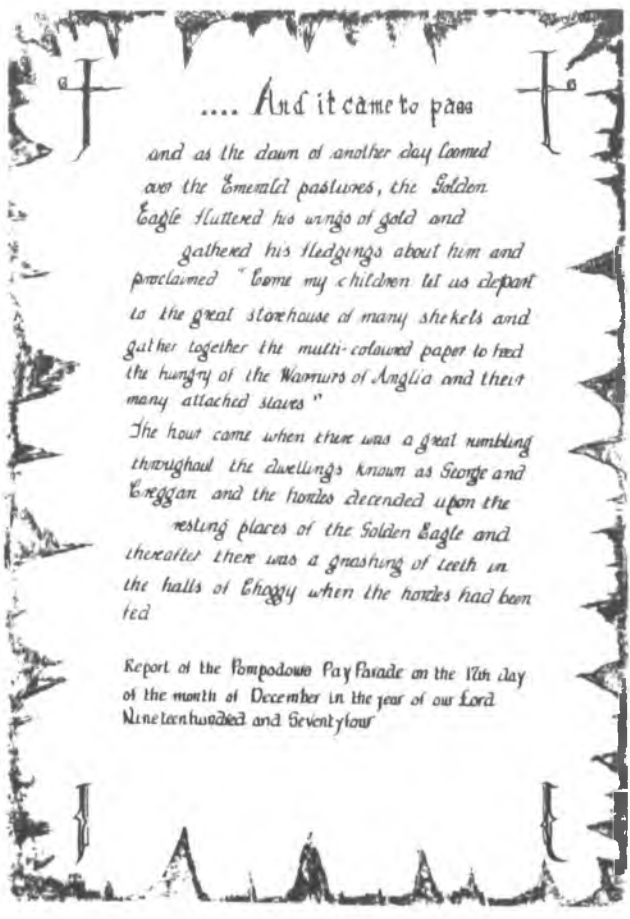 .... And it came to pass
and as the dawn of another day loomed
over the Emerald pastures, the Golden
Eagle fluttered his wings of gold and
gathered his fledgings about him and
proclaimed "Come my children let us depart
to the great storehouse of many shekels and
gather together the multi-coloured paper to feed
the hungry of the Warriors of Anglia and their
many attached slaves"
The hour came when there was a great rumbling
throughout the dwellings known as George and
Creggan and the hordes decended upon the
resting places of the Golden Eagle and
thereafter there was a gnashing of teeth in
the halls of Choggy when the hordes had been
fed
Report of the Pompodowo Pay Parade on the 12th day
of the month of December in the year of our Lord
Nineteen hundred and Seventyfour